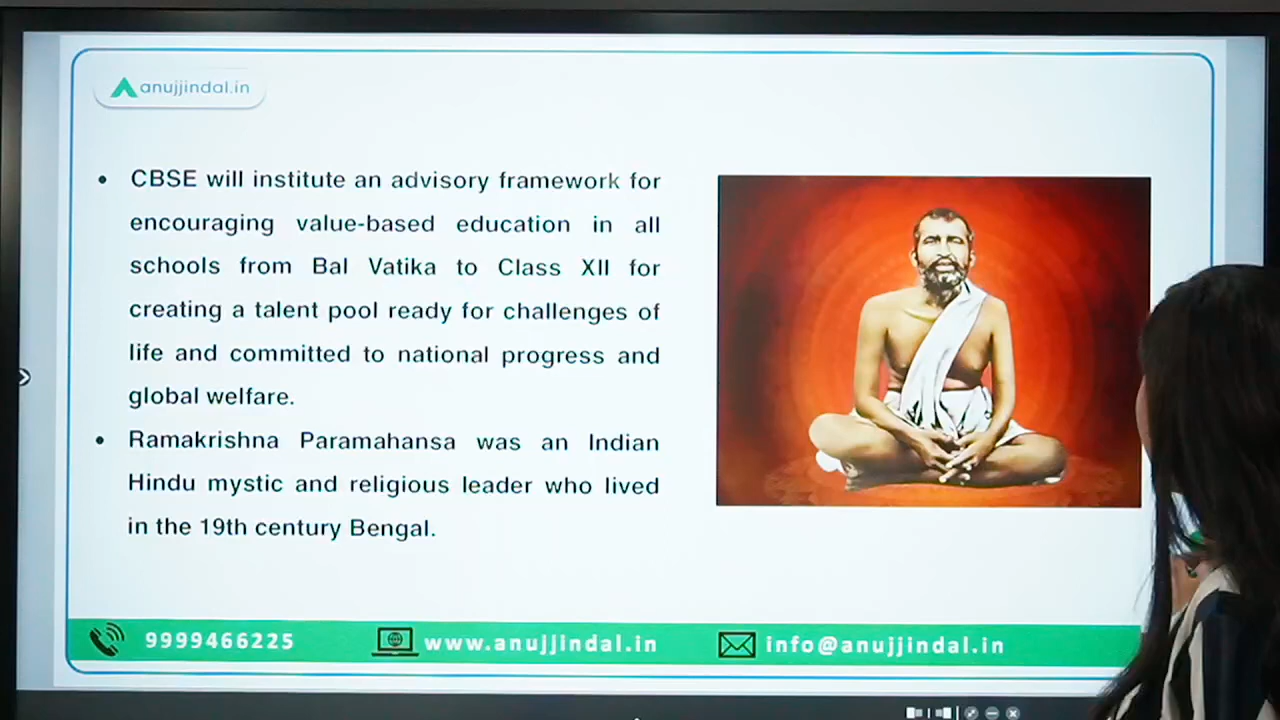 anujjindal.in
• CBSE will institute an advisory framework for
encouraging value-based education in all
schools from Bal Vatika to Class XII for
creating a talent pool ready for challenges of
life and committed to national progress and
global welfare.
• Ramakrishna Paramahansa was an Indian
Hindu mystic and religious leader who lived
in the 19th century Bengal.
9999466225 www.anujjindal.in info@anujjindal.in